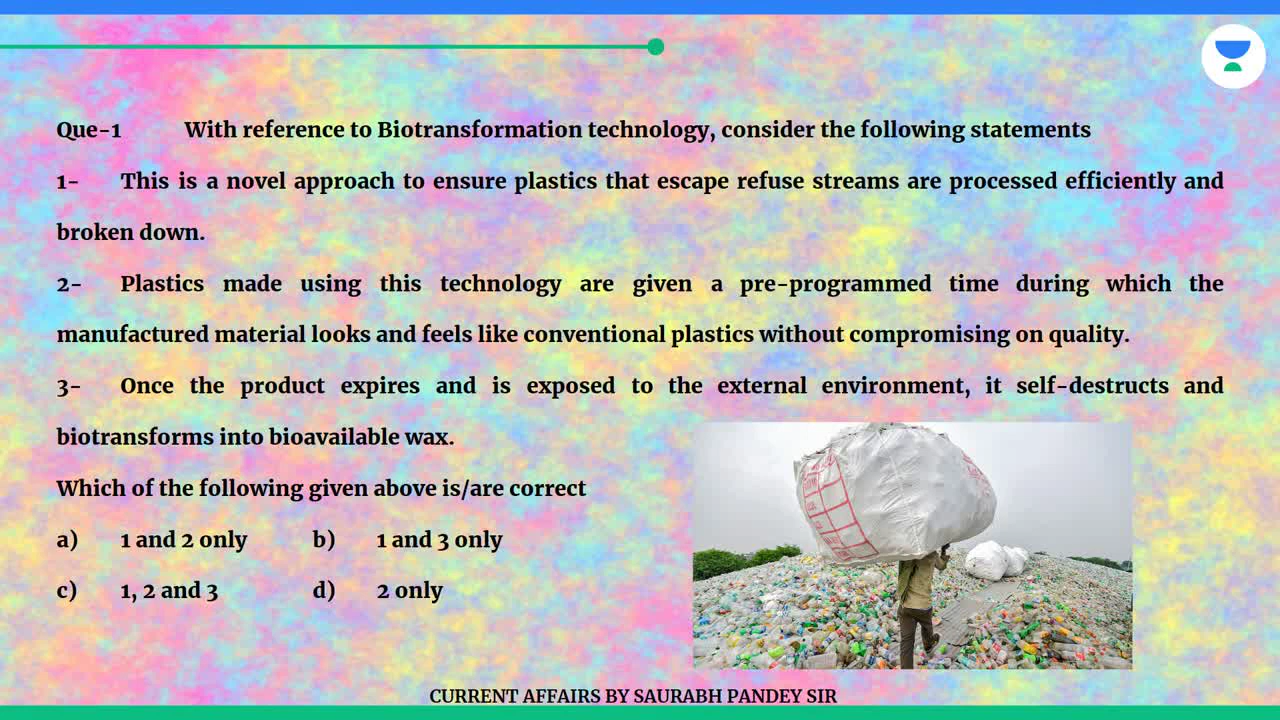 Que-1 With reference to Biotransformation technology, consider the following statements
1- This is a novel approach to ensure plastics that escape refuse streams are processed efficiently and
broken down.
2- Plastics made using this technology are given a pre-programmed time during which the
manufactured material looks and feels like conventional plastics without compromising on quality.
3- Once the product expires and is exposed to the external environment, it self-destructs and
biotransforms into bioavailable wax.
Which of the following given above is/are correct
a) 1 and 2 only b) 1 and 3 only
c) 1, 2 and 3 d) 2 only
CURRENT AFFAIRS BY SAURABH PANDEY SIR